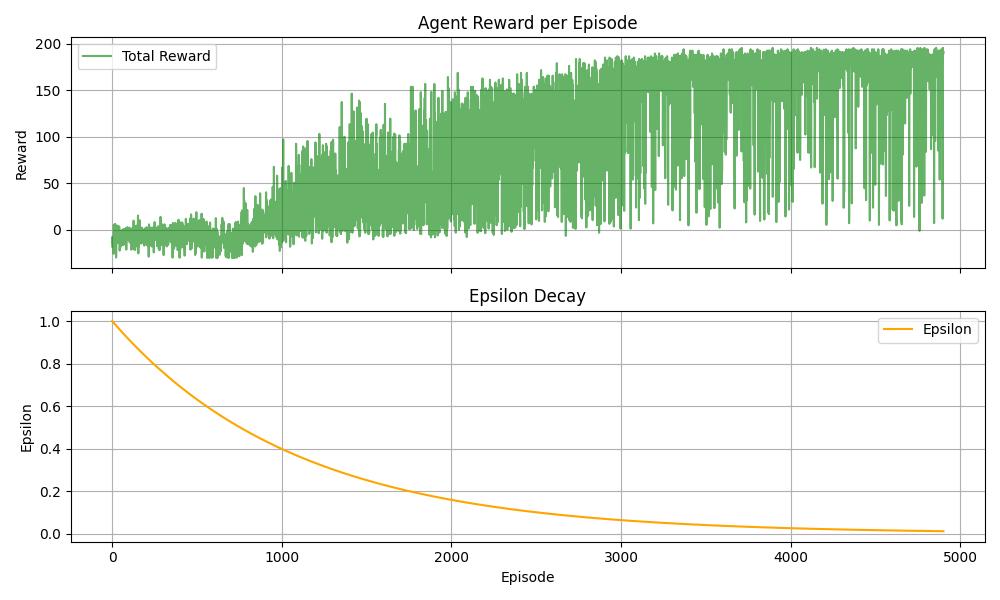 Agent Reward per Episode
200
150
100
50
0
Reward
Total Reward
Epsilon Decay
1.0
0.8
0.6
0.4
0.2
0.0
Epsilon
Epsilon
0 1000 2000 3000 4000 5000
Episode